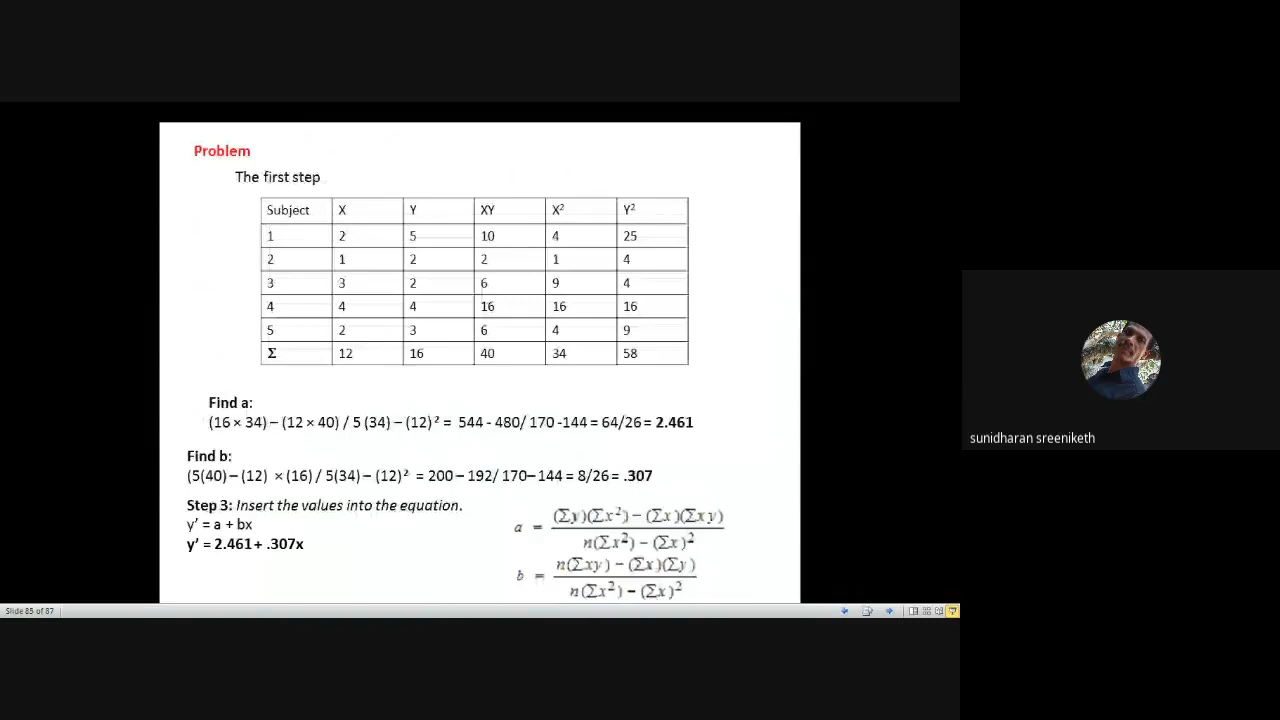 Problem
The first step
Subject X Y XY X² Y²
1 2 5 10 4 25
2 1 2 2 1 4
3 3 2 6 9 4
4 4 4 16 16 16
5 2 3 6 4 9
Σ 12 16 40 34 58
Find a:
(16 × 34) – (12 × 40) / 5 (34) – (12)² = 544 - 480/ 170 -144 = 64/26 = 2.461
Find b:
(5(40) – (12) × (16) / 5(34) – (12)² = 200 – 192/ 170– 144 = 8/26= .307
Step 3: Insert the values into the equation.
y′ = a + bx
y′ = 2.461+ .307x
a = (Σy)(Σx²) – (Σx)(Σxy) / n(Σx²) – (Σx)²
b = n(Σxy) – (Σx)(Σy) / n(Σx²) – (Σx)²
Slide 85 of 87
sunidharan sreeniketh